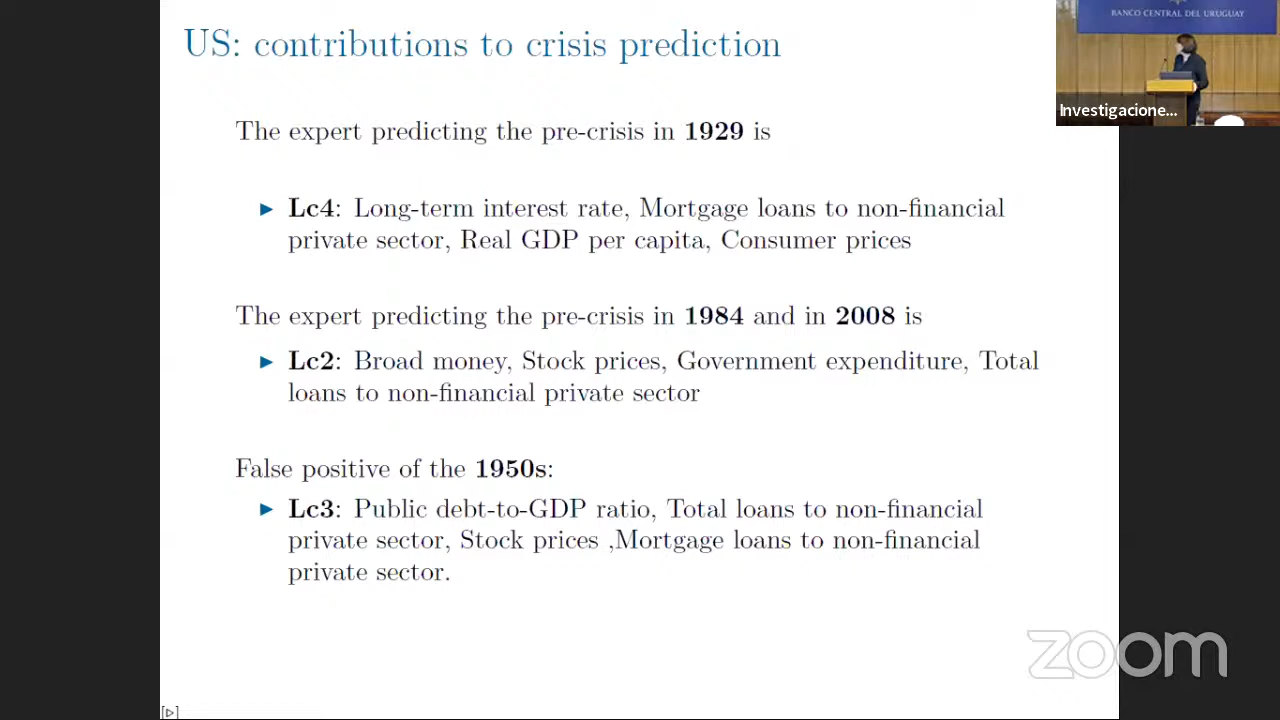 US: contributions to crisis prediction
BANCO CENTRAL DEL URUGUAY
Investigacione...
The expert predicting the pre-crisis in 1929 is
▶ Lc4: Long-term interest rate, Mortgage loans to non-financial
private sector, Real GDP per capita, Consumer prices
The expert predicting the pre-crisis in 1984 and in 2008 is
▶ Lc2: Broad money, Stock prices, Government expenditure, Total
loans to non-financial private sector
False positive of the 1950s:
▶ Lc3: Public debt-to-GDP ratio, Total loans to non-financial
private sector, Stock prices ,Mortgage loans to non-financial
private sector.
zoom